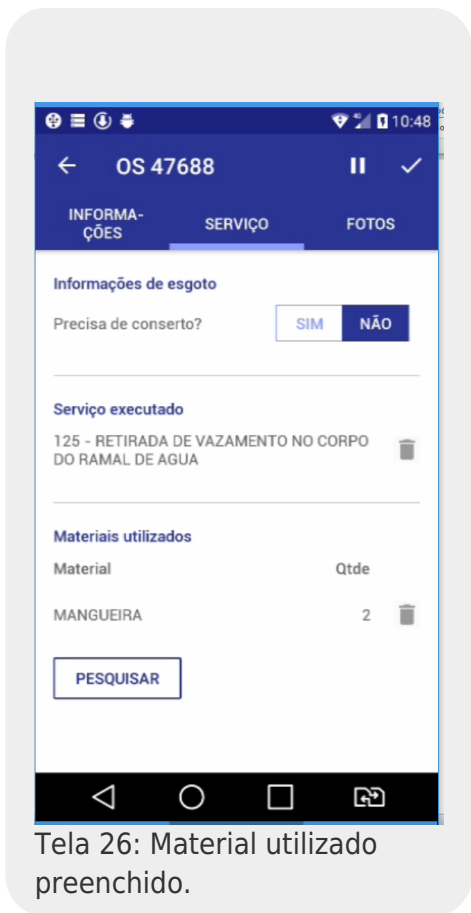 10:48
OS 47688
INFORMA-
ÇÕES
SERVIÇO
FOTOS
Informações de esgoto
Precisa de conserto?
SIM
NÃO
Serviço executado
125 - RETIRADA DE VAZAMENTO NO CORPO
DO RAMAL DE AGUA
Materiais utilizados
Material Qtde
MANGUEIRA 2
PESQUISAR
Tela 26: Material utilizado
preenchido.